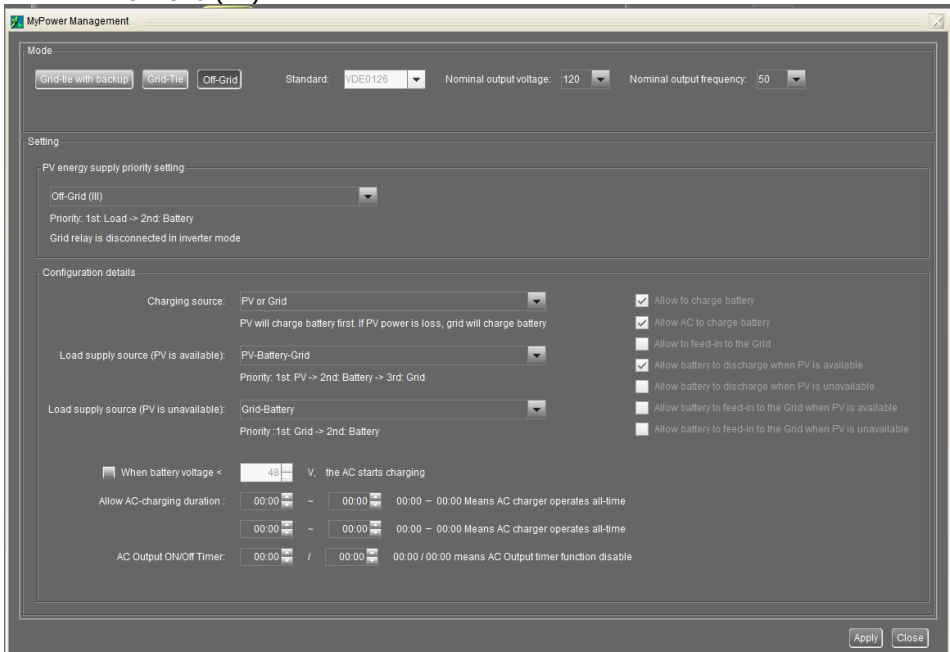 MyPower Management
Mode
Grid-tie with backup Grid-Tie Off-Grid Standard: VDE0126 Nominal output voltage: 120 Nominal output frequency: 50
Setting
PV energy supply priority setting
Off-Grid (III)
Priority: 1st: Load -> 2nd: Battery
Grid relay is disconnected in inverter mode
Configuration details
Charging source: PV or Grid
PV will charge battery first. If PV power is loss, grid will charge battery
Load supply source (PV is available): PV-Battery-Grid
Priority: 1st: PV -> 2nd: Battery -> 3rd: Grid
Load supply source (PV is unavailable): Grid-Battery
Priority :1st: Grid -> 2nd: Battery
Allow to charge battery
Allow AC to charge battery
Allow to feed-in to the Grid
Allow battery to discharge when PV is available
Allow battery to discharge when PV is unavailable
Allow battery to feed-in to the Grid when PV is available
Allow battery to feed-in to the Grid when PV is unavailable
When battery voltage < 48 V, the AC starts charging
Allow AC-charging duration : 00:00 ~ 00:00 00:00 – 00:00 Means AC charger operates all-time
00:00 ~ 00:00 00:00 – 00:00 Means AC charger operates all-time
AC Output ON/Off Timer: 00:00 / 00:00 00:00 / 00:00 means AC Output timer function disable
Apply Close